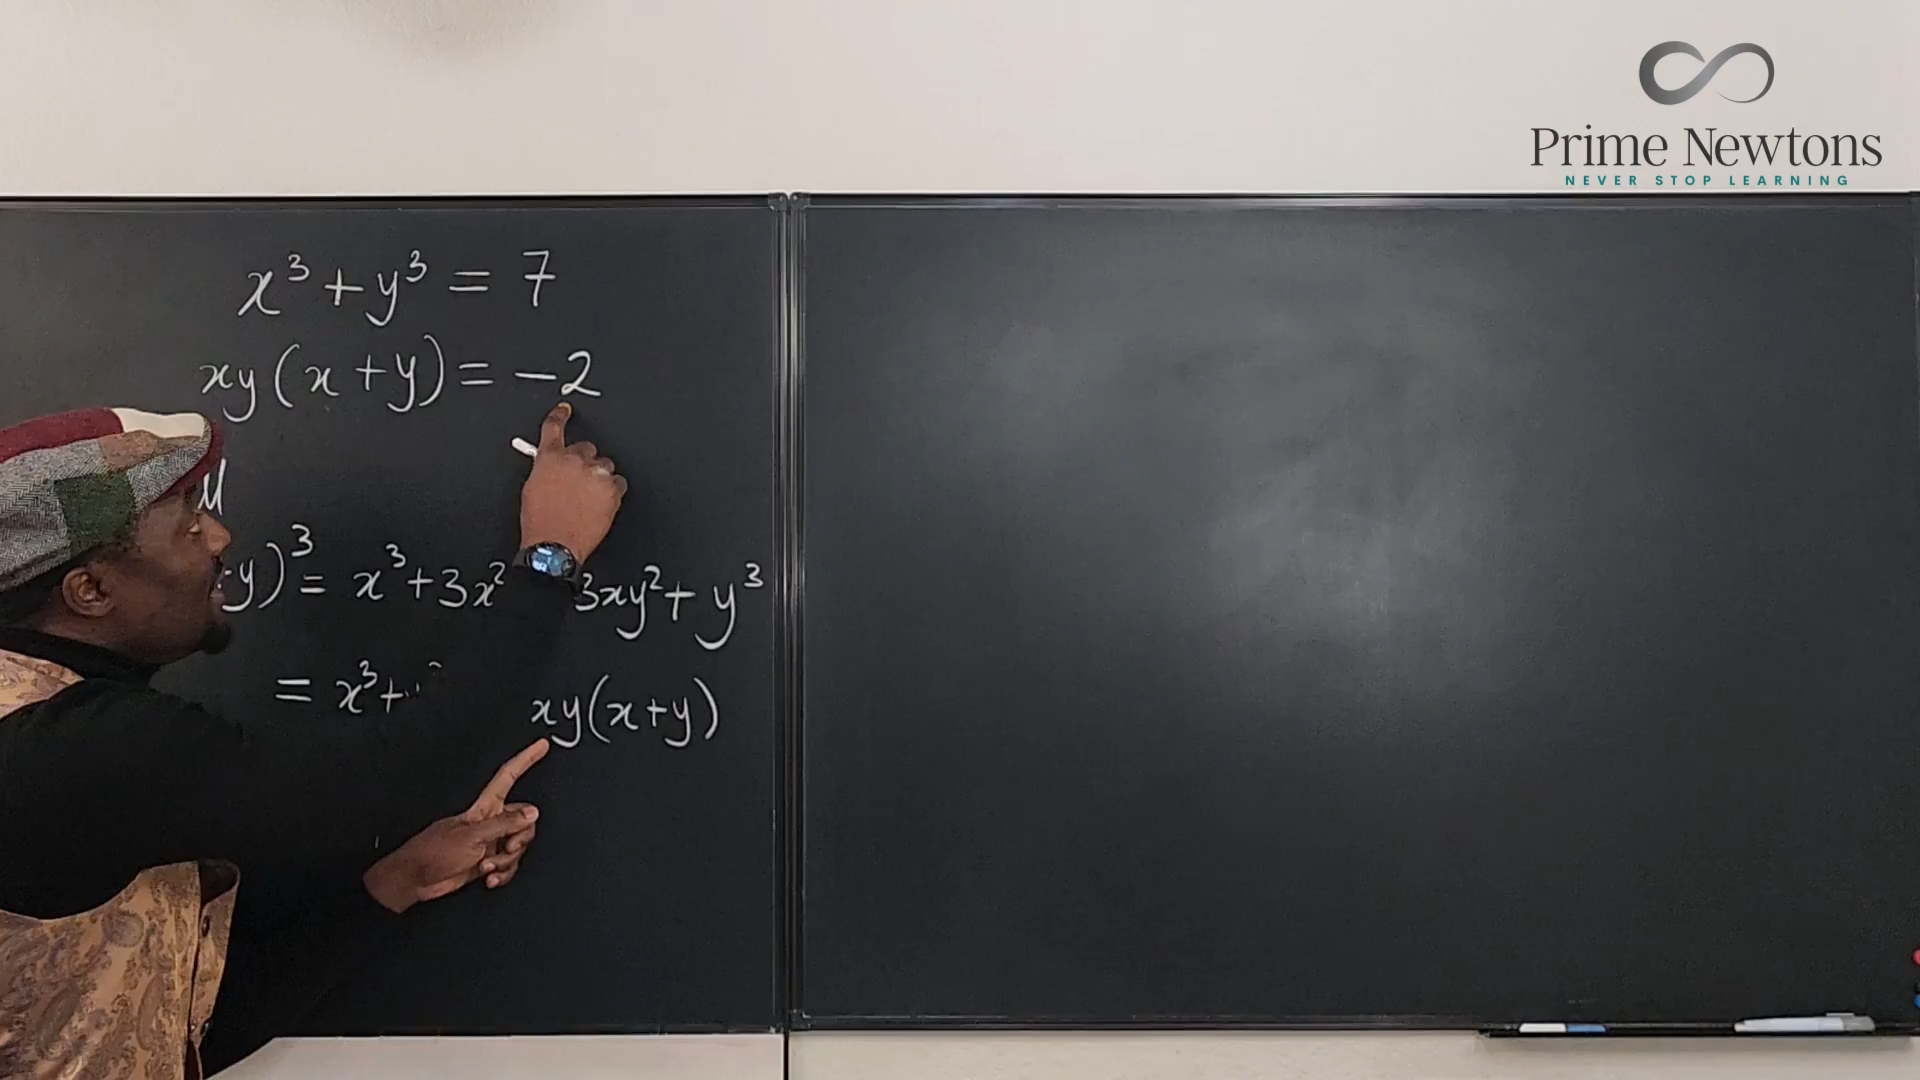 Prime Newtons
NEVER STOP LEARNING
x³ + y³ = 7
xy(x + y) = -2
y)³ = x³ + 3x² 3xy² + y³
= x³ + xy(x+y)